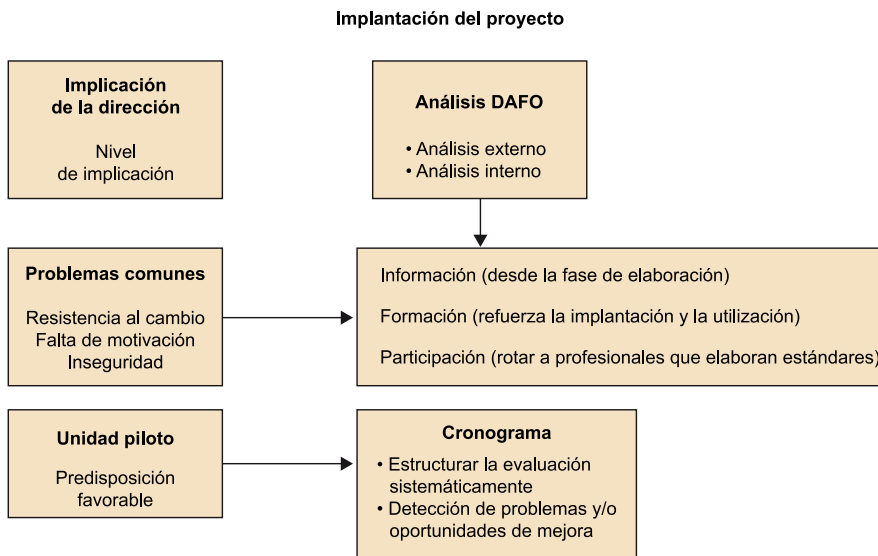 Implantación del proyecto
Implicación
de la dirección
Nivel
de implicación
Análisis DAFO
• Análisis externo
• Análisis interno
Problemas comunes
Resistencia al cambio
Falta de motivación
Inseguridad
Información (desde la fase de elaboración)
Formación (refuerza la implantación y la utilización)
Participación (rotar a profesionales que elaboran estándares)
Unidad piloto
Predisposición
favorable
Cronograma
• Estructurar la evaluación
sistemáticamente
• Detección de problemas y/o
oportunidades de mejora